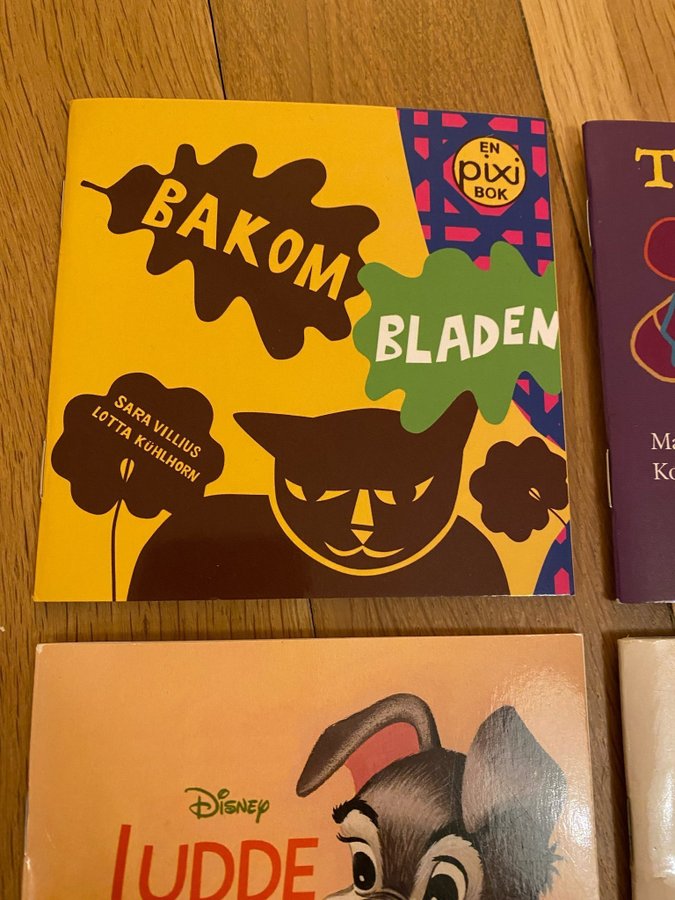 EN
pixi
BOK
BAKOM
BLADEN
SARA VILLIUS
LOTTA KÜHLHORN
Disney
LUDDE